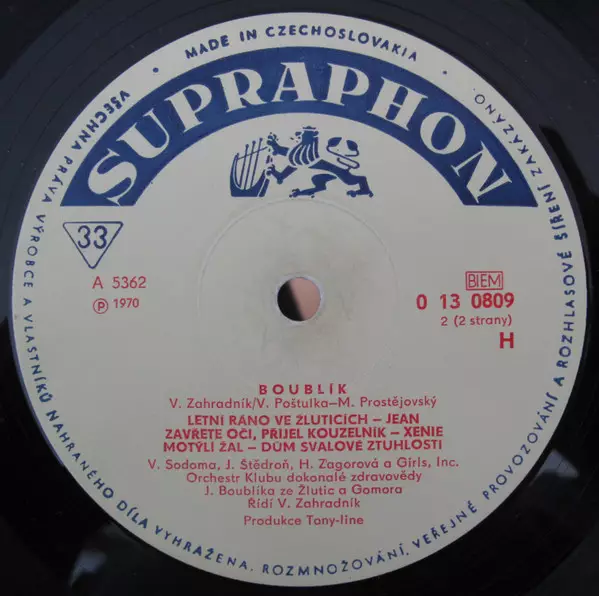 • MADE IN CZECHOSLOVAKIA •
SUPRAPHON
33
A 5362
Ⓟ 1970
BIEM
0 13 0809
2 (2 strany)
H
BOUBLÍK
V. Zahradník/V. Poštulka–M. Prostějovský
LETNÍ RÁNO VE ŽLUTICÍCH – JEAN
ZAVŘETE OČI, PŘIJEL KOUZELNÍK – XENIE
MOTÝLÍ ŽAL – DŮM SVALOVÉ ZTUHLOSTI
V. Sodoma, J. Štědroň, H. Zagorová a Girls, Inc.
Orchestr Klubu dokonalé zdravovědy
J. Boublíka ze Žlutic a Gomora
Řídí V. Zahradník
Produkce Tony-line
VŠECHNA PRÁVA VÝROBCE A VLASTNÍKŮ NAHRANÉHO DÍLA VYHRAŽENA. ROZMNOŽOVÁNÍ, VEŘEJNÉ PROVOZOVÁNÍ A ROZHLASOVÉ ŠÍŘENÍ ZAKÁZÁNO